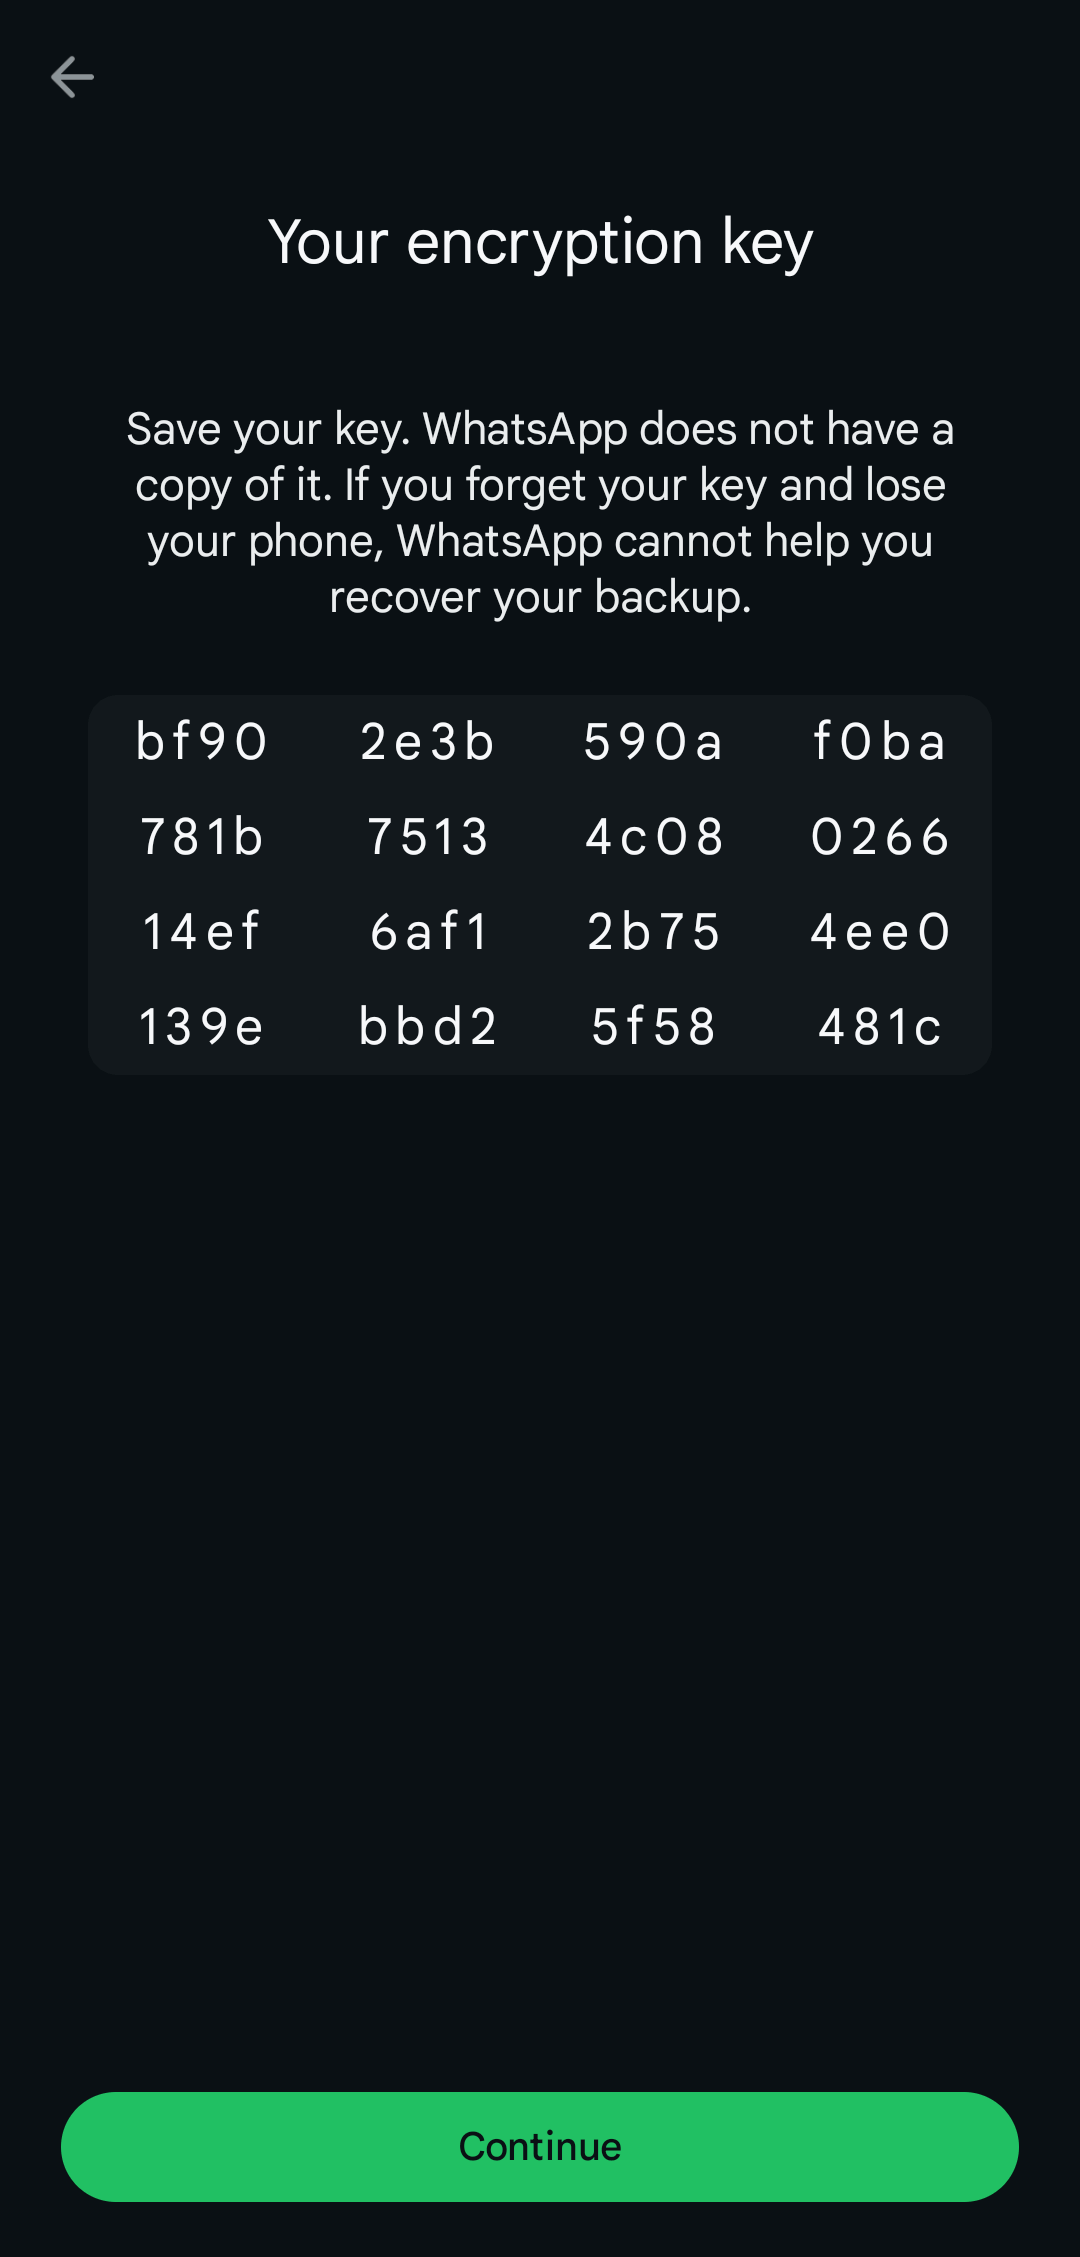 Your encryption key
Save your key. WhatsApp does not have a
copy of it. If you forget your key and lose
your phone, WhatsApp cannot help you
recover your backup.
bf90 2e3b 590a f0ba
781b 7513 4c08 0266
14ef 6af1 2b75 4ee0
139e bbd2 5f58 481c
Continue